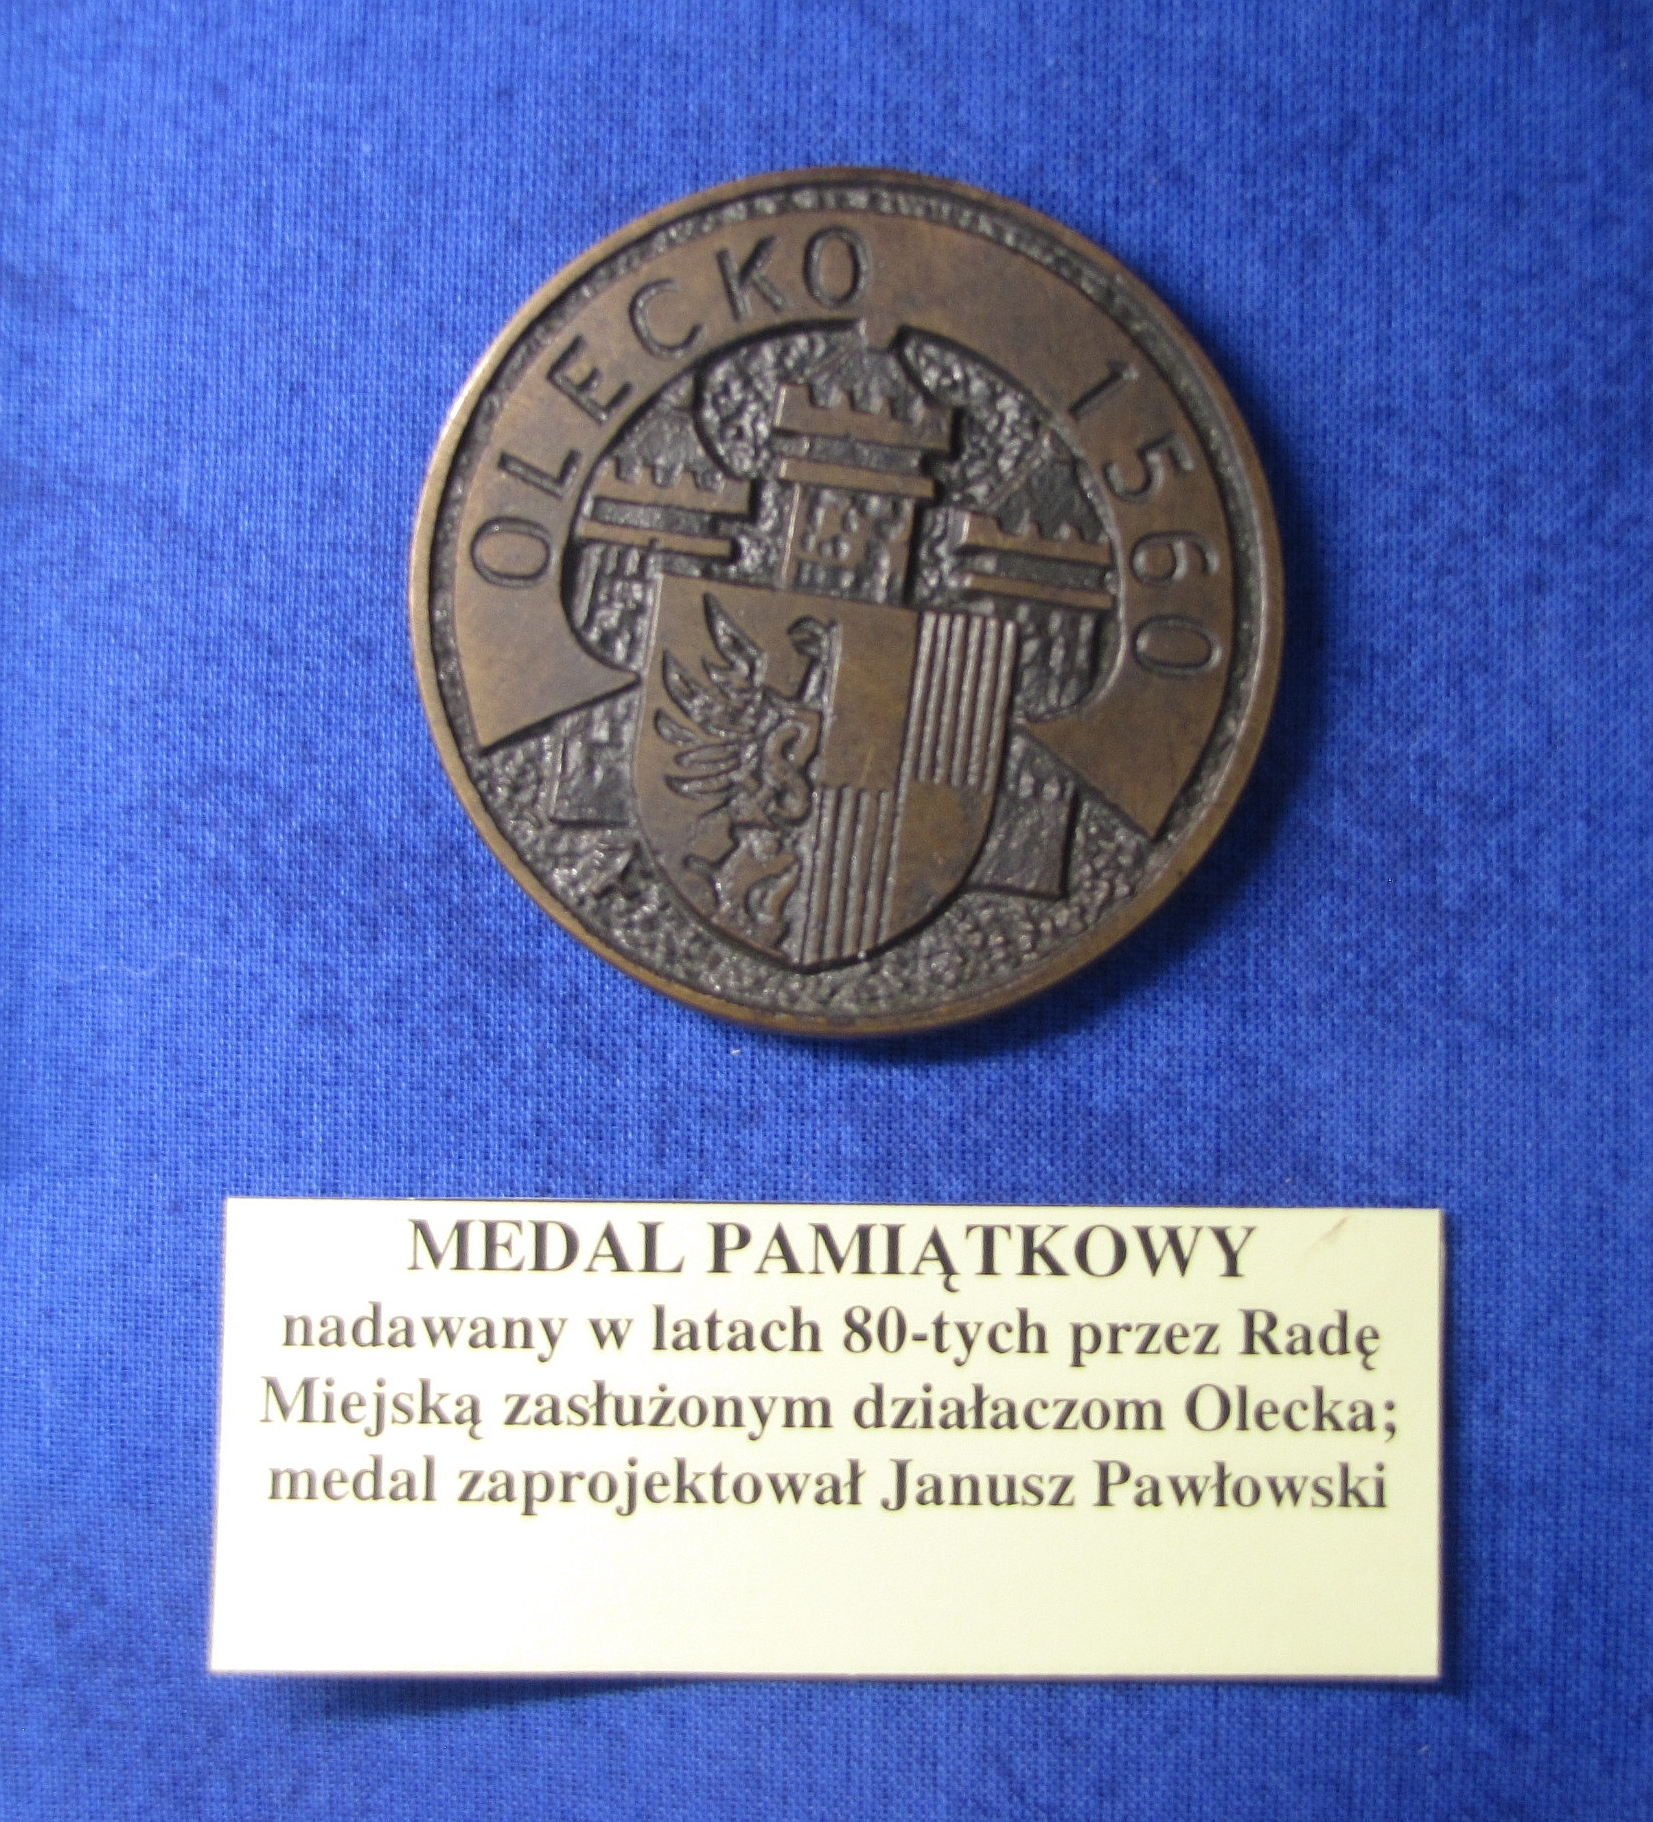 OLECKO 1560
MEDAL PAMIĄTKOWY
nadawany w latach 80-tych przez Radę
Miejską zasłużonym działaczom Olecka;
medal zaprojektował Janusz Pawłowski